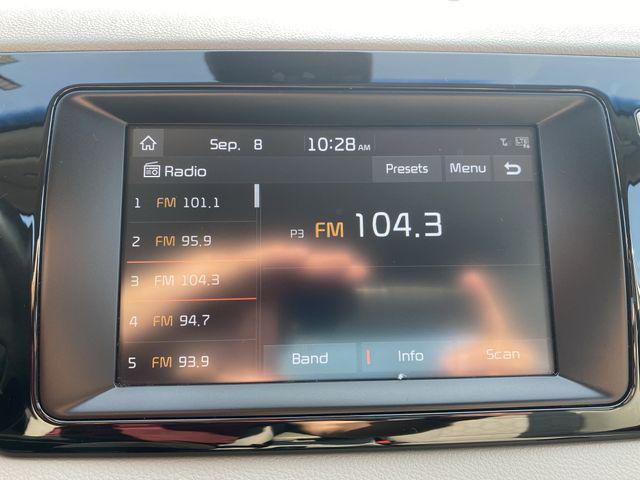 Sep. 8 10:28 AM
Radio Presets Menu
1 FM 101.1
P3 FM 104.3
2 FM 95.9
3 FM 104.3
4 FM 94.7
5 FM 93.9
Band Info Scan